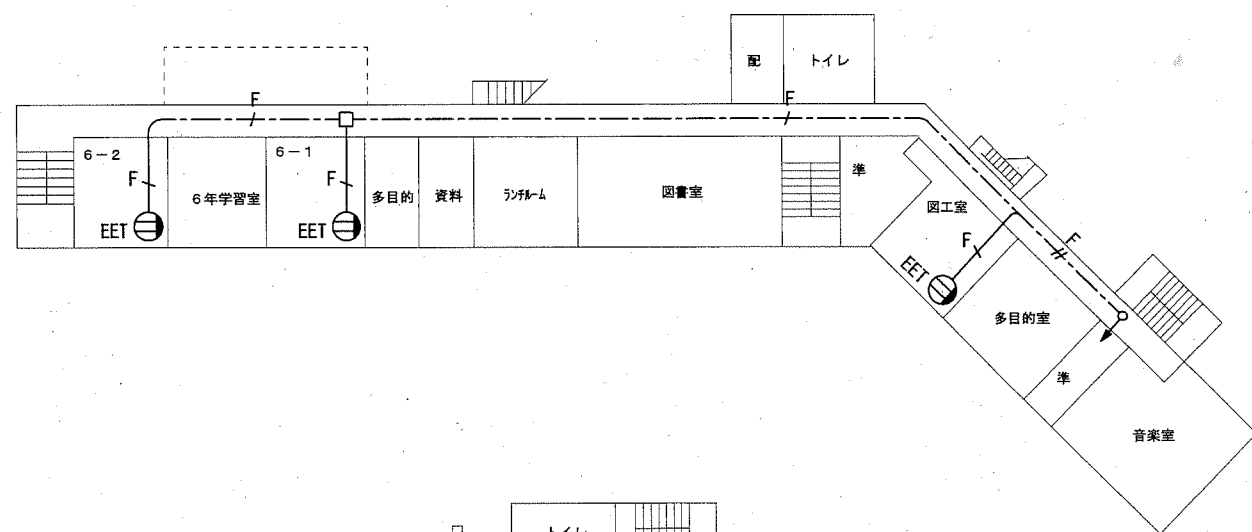 配
トイレ
F
F
6-2
6-1
準
F
6年学習室
F
多目的
資料
ランチルーム
図書室
図工室
EET
EET
F
F
EET
多目的室
準
音楽室
トイレ